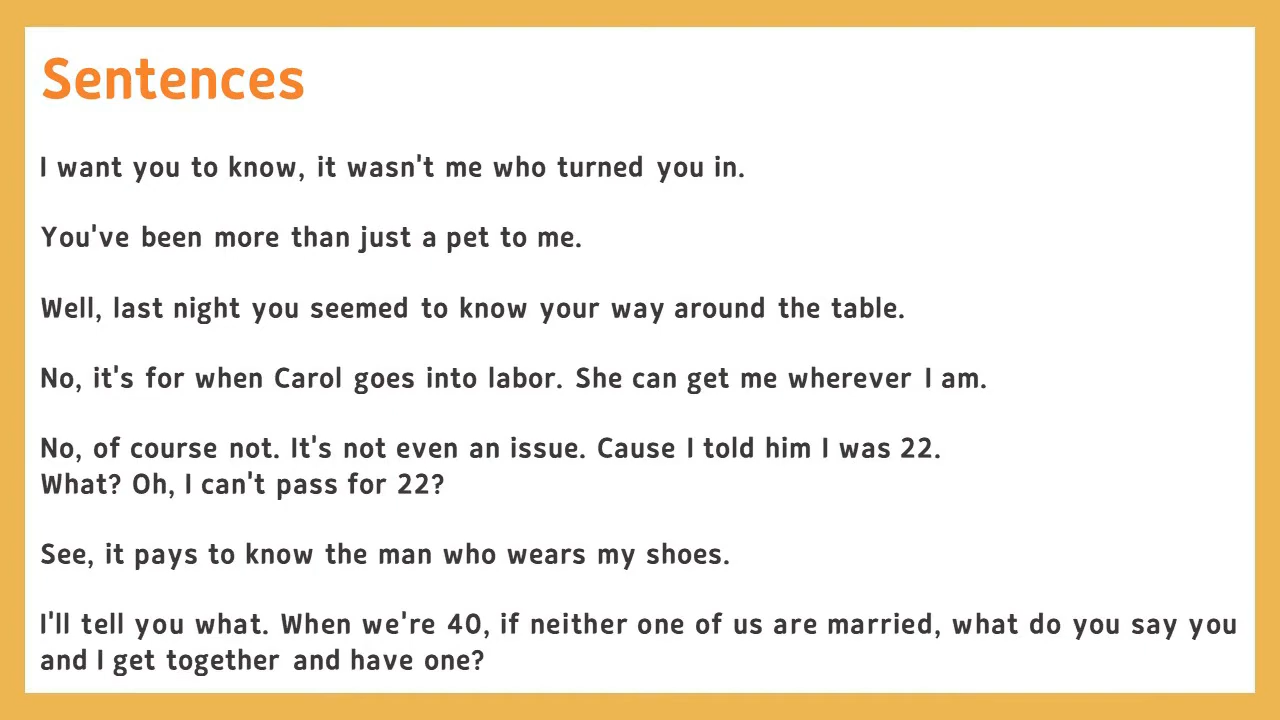 Sentences
I want you to know, it wasn't me who turned you in.
You've been more than just a pet to me.
Well, last night you seemed to know your way around the table.
No, it's for when Carol goes into labor. She can get me wherever I am.
No, of course not. It's not even an issue. Cause I told him I was 22.
What? Oh, I can't pass for 22?
See, it pays to know the man who wears my shoes.
I'll tell you what. When we're 40, if neither one of us are married, what do you say you
and I get together and have one?